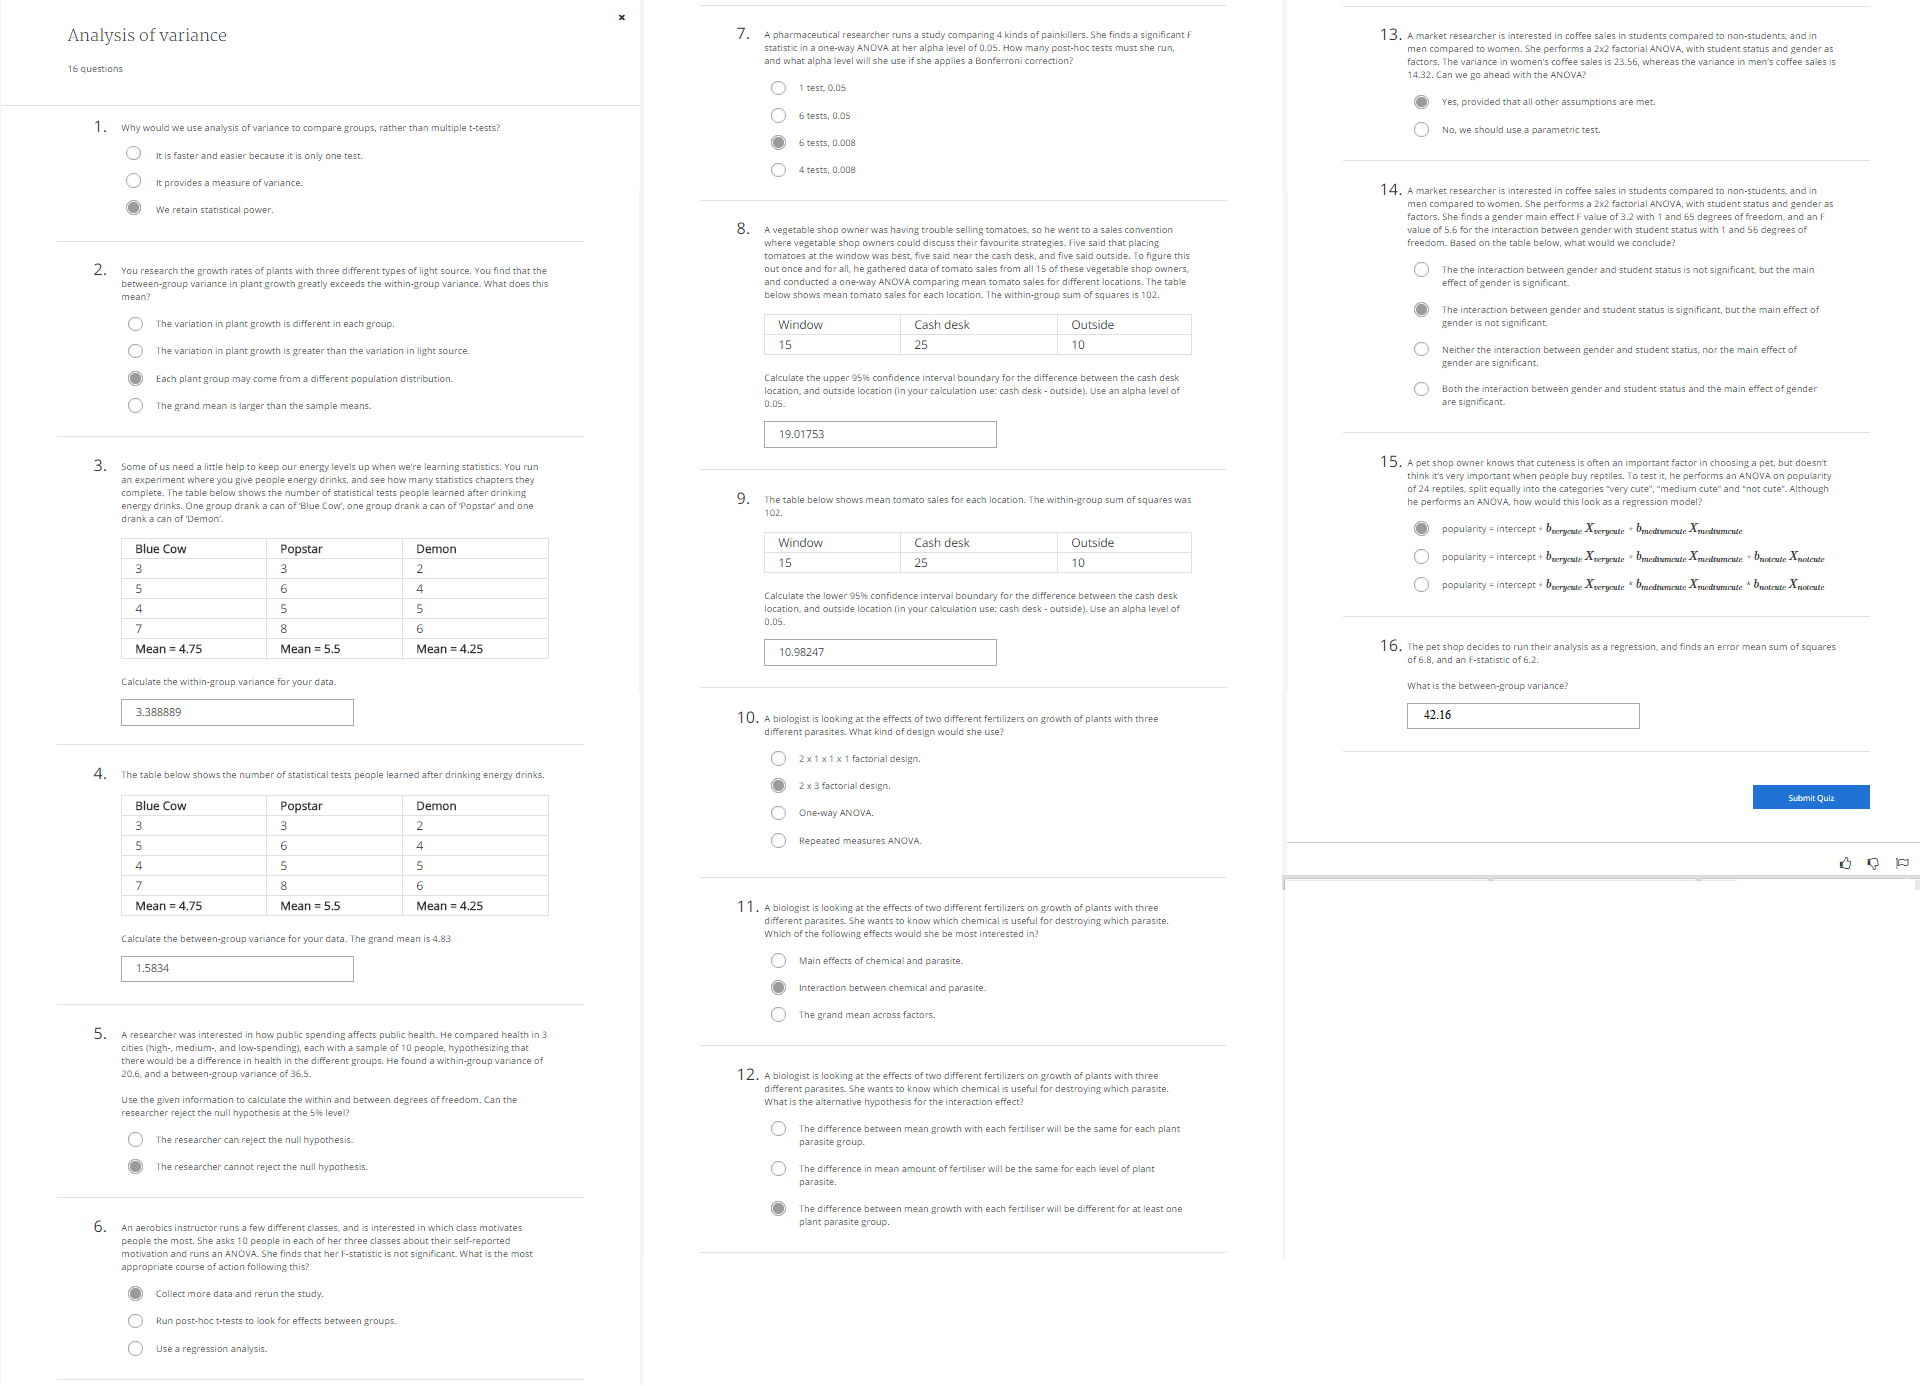 ×
Analysis of variance
16 questions
1. Why would we use analysis of variance to compare groups, rather than multiple t-tests?
It is faster and easier because it is only one test.
It provides a measure of variance.
We retain statistical power.
2. You research the growth rates of plants with three different types of light source. You find that the
between-group variance in plant growth greatly exceeds the within-group variance. What does this
mean?
The variation in plant growth is different in each group.
The variation in plant growth is greater than the variation in light source.
Each plant group may come from a different population distribution.
The grand mean is larger than the sample means.
3. Some of us need a little help to keep our energy levels up when we're learning statistics. You run
an experiment where you give people energy drinks, and see how many statistics chapters they
complete. The table below shows the number of statistical tests people learned after drinking
energy drinks. One group drank a can of 'Blue Cow', one group drank a can of 'Popstar' and one
drank a can of 'Demon'.
Blue Cow Popstar Demon
3 3 2
5 6 4
4 5 5
7 8 6
Mean = 4.75 Mean = 5.5 Mean = 4.25
Calculate the within-group variance for your data.
3.388889
4. The table below shows the number of statistical tests people learned after drinking energy drinks.
Blue Cow Popstar Demon
3 3 2
5 6 4
4 5 5
7 8 6
Mean = 4.75 Mean = 5.5 Mean = 4.25
Calculate the between-group variance for your data. The grand mean is 4.83
1.5834
5. A researcher was interested in how public spending affects public health. He compared health in 3
cities (high-, medium-, and low-spending), each with a sample of 10 people, hypothesizing that
there would be a difference in health in the different groups. He found a within-group variance of
20.6, and a between-group variance of 36.5.
Use the given information to calculate the within and between degrees of freedom. Can the
researcher reject the null hypothesis at the 5% level?
The researcher can reject the null hypothesis.
The researcher cannot reject the null hypothesis.
6. An aerobics instructor runs a few different classes, and is interested in which class motivates
people the most. She asks 10 people in each of her three classes about their self-reported
motivation and runs an ANOVA. She finds that her F-statistic is not significant. What is the most
appropriate course of action following this?
Collect more data and rerun the study.
Run post-hoc t-tests to look for effects between groups.
Use a regression analysis.
7. A pharmaceutical researcher runs a study comparing 4 kinds of painkillers. She finds a significant F
statistic in a one-way ANOVA at her alpha level of 0.05. How many post-hoc tests must she run,
and what alpha level will she use if she applies a Bonferroni correction?
1 test, 0.05
6 tests, 0.05
6 tests, 0.008
4 tests, 0.008
8. A vegetable shop owner was having trouble selling tomatoes, so he went to a sales convention
where vegetable shop owners could discuss their favourite strategies. Five said that placing
tomatoes at the window was best, five said near the cash desk, and five said outside. To figure this
out once and for all, he gathered data of tomato sales from all 15 of these vegetable shop owners,
and conducted a one-way ANOVA comparing mean tomato sales for different locations. The table
below shows mean tomato sales for each location. The within-group sum of squares is 102.
Window Cash desk Outside
15 25 10
Calculate the upper 95% confidence interval boundary for the difference between the cash desk
location, and outside location (in your calculation use: cash desk - outside). Use an alpha level of
0.05.
19.01753
9. The table below shows mean tomato sales for each location. The within-group sum of squares was
102.
Window Cash desk Outside
15 25 10
Calculate the lower 95% confidence interval boundary for the difference between the cash desk
location, and outside location (in your calculation use: cash desk - outside). Use an alpha level of
0.05.
10.98247
10. A biologist is looking at the effects of two different fertilizers on growth of plants with three
different parasites. What kind of design would she use?
2 x 1 x 1 x 1 factorial design.
2 x 3 factorial design.
One-way ANOVA.
Repeated measures ANOVA.
11. A biologist is looking at the effects of two different fertilizers on growth of plants with three
different parasites. She wants to know which chemical is useful for destroying which parasite.
Which of the following effects would she be most interested in?
Main effects of chemical and parasite.
Interaction between chemical and parasite.
The grand mean across factors.
12. A biologist is looking at the effects of two different fertilizers on growth of plants with three
different parasites. She wants to know which chemical is useful for destroying which parasite.
What is the alternative hypothesis for the interaction effect?
The difference between mean growth with each fertiliser will be the same for each plant
parasite group.
The difference in mean amount of fertiliser will be the same for each level of plant
parasite.
The difference between mean growth with each fertiliser will be different for at least one
plant parasite group.
13. A market researcher is interested in coffee sales in students compared to non-students, and in
men compared to women. She performs a 2x2 factorial ANOVA, with student status and gender as
factors. The variance in women's coffee sales is 23.56, whereas the variance in men's coffee sales is
14.32. Can we go ahead with the ANOVA?
Yes, provided that all other assumptions are met.
No, we should use a parametric test.
14. A market researcher is interested in coffee sales in students compared to non-students, and in
men compared to women. She performs a 2x2 factorial ANOVA, with student status and gender as
factors. She finds a gender main effect F value of 3.2 with 1 and 65 degrees of freedom, and an F
value of 5.6 for the interaction between gender with student status with 1 and 56 degrees of
freedom. Based on the table below, what would we conclude?
The the interaction between gender and student status is not significant, but the main
effect of gender is significant.
The interaction between gender and student status is significant, but the main effect of
gender is not significant.
Neither the interaction between gender and student status, nor the main effect of
gender are significant.
Both the interaction between gender and student status and the main effect of gender
are significant.
15. A pet shop owner knows that cuteness is often an important factor in choosing a pet, but doesn't
think it's very important when people buy reptiles. To test it, he performs an ANOVA on popularity
of 24 reptiles, split equally into the categories "very cute", "medium cute" and "not cute". Although
he performs an ANOVA, how would this look as a regression model?
popularity = intercept + bverycute Xverycute + bmediumcute Xmediumcute
popularity = intercept + bverycute Xverycute + bmediumcute Xmediumcute + bnotcute Xnotcute
popularity = intercept + bverycute Xverycute * bmediumcute Xmediumcute * bnotcute Xnotcute
16. The pet shop decides to run their analysis as a regression, and finds an error mean sum of squares
of 6.8, and an F-statistic of 6.2.
What is the between-group variance?
42.16
Submit Quiz